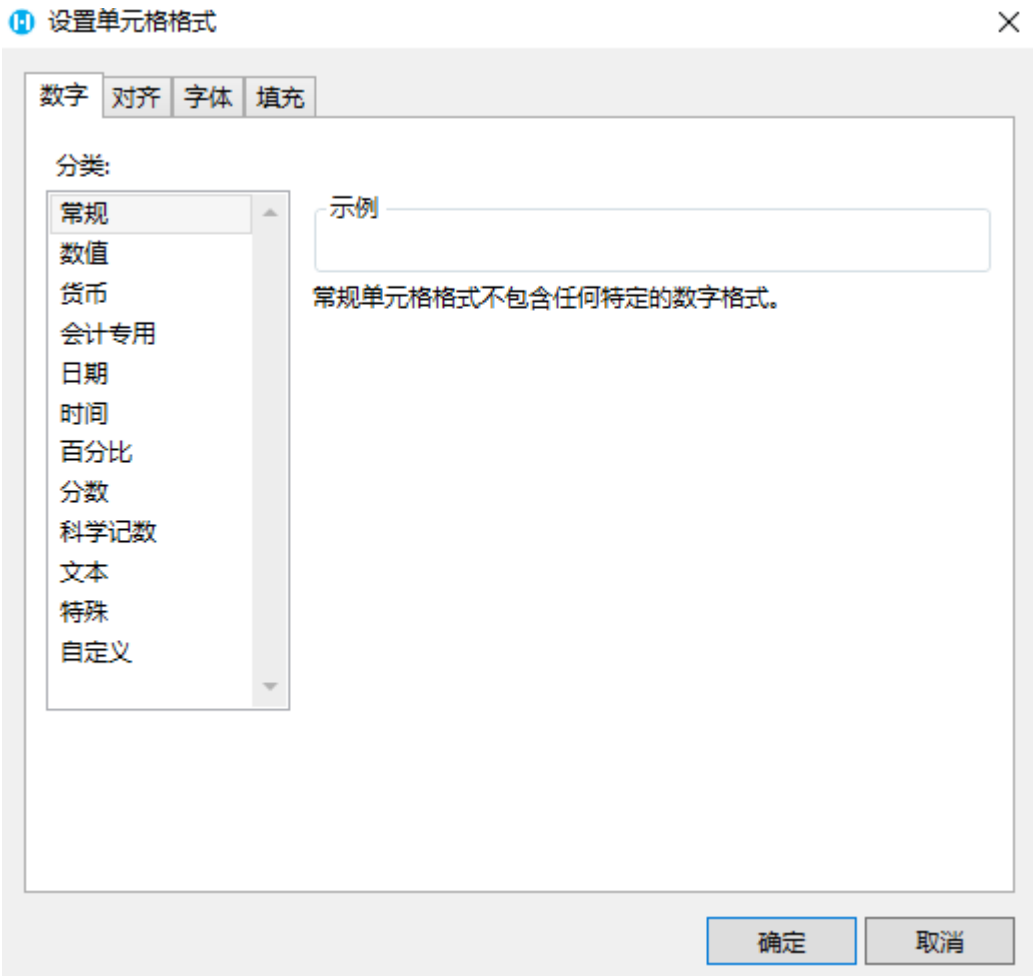 设置单元格格式
数字 对齐 字体 填充
分类:
常规
数值
货币
会计专用
日期
时间
百分比
分数
科学记数
文本
特殊
自定义
示例
常规单元格格式不包含任何特定的数字格式。
确定 取消